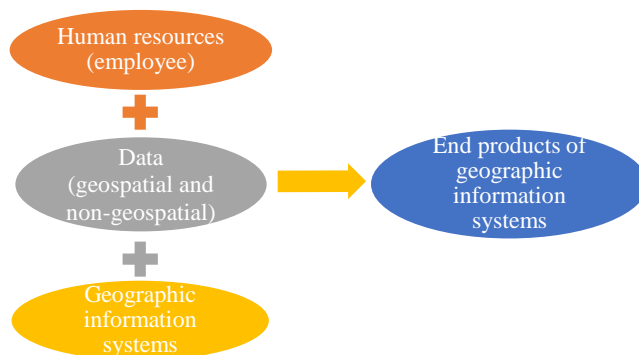 Human resources
(employee)
Data
(geospatial and
non-geospatial)
End products of
geographic
information
systems
Geographic
information
systems